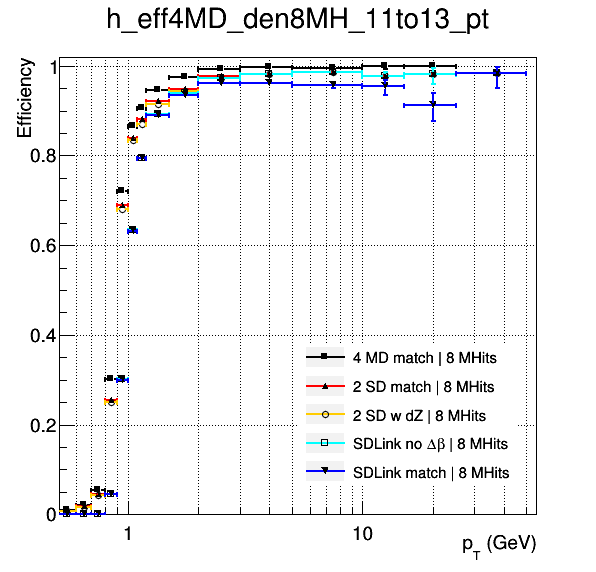 h_eff4MD_den8MH_11to13_pt
Efficiency
1
0.8
0.6
0.4
0.2
0
4 MD match | 8 MHits
2 SD match | 8 MHits
2 SD w dZ | 8 MHits
SDLink no Δβ | 8 MHits
SDLink match | 8 MHits
1 10
p_T (GeV)